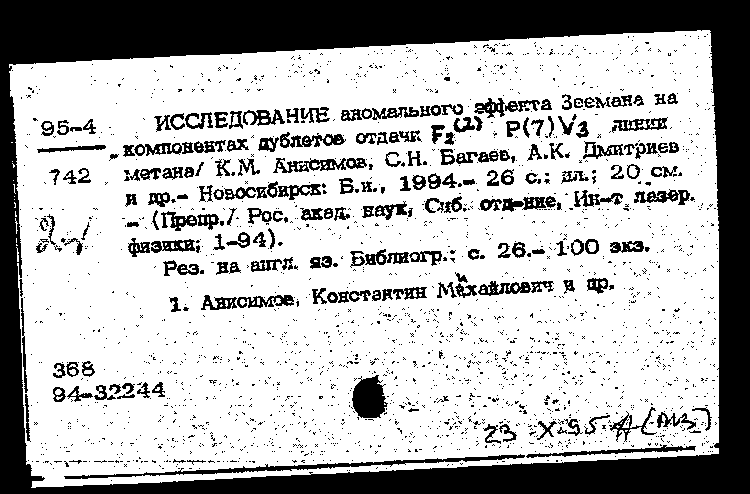 95-4 ИССЛЕДОВАНИЕ аномального эффекта Зеемана на
компонентах дублетов отдачи F₂⁽²⁾ P(7)V₃ линии
742 метана/ К.М. Анисимов, С.Н. Багаев, А.К. Дмитриев
и др.- Новосибирск: Б.и., 1994.- 26 с.: ил.; 20 см.
- (Препр./ Рос. акад. наук, Сиб. отд-ние, Ин-т лазер.
физики; 1-94).
Рез. на англ. яз. Библиогр.: с. 26.- 100 экз.
1. Анисимов, Константин Михайлович и др.
368
94-32244
23 X-95